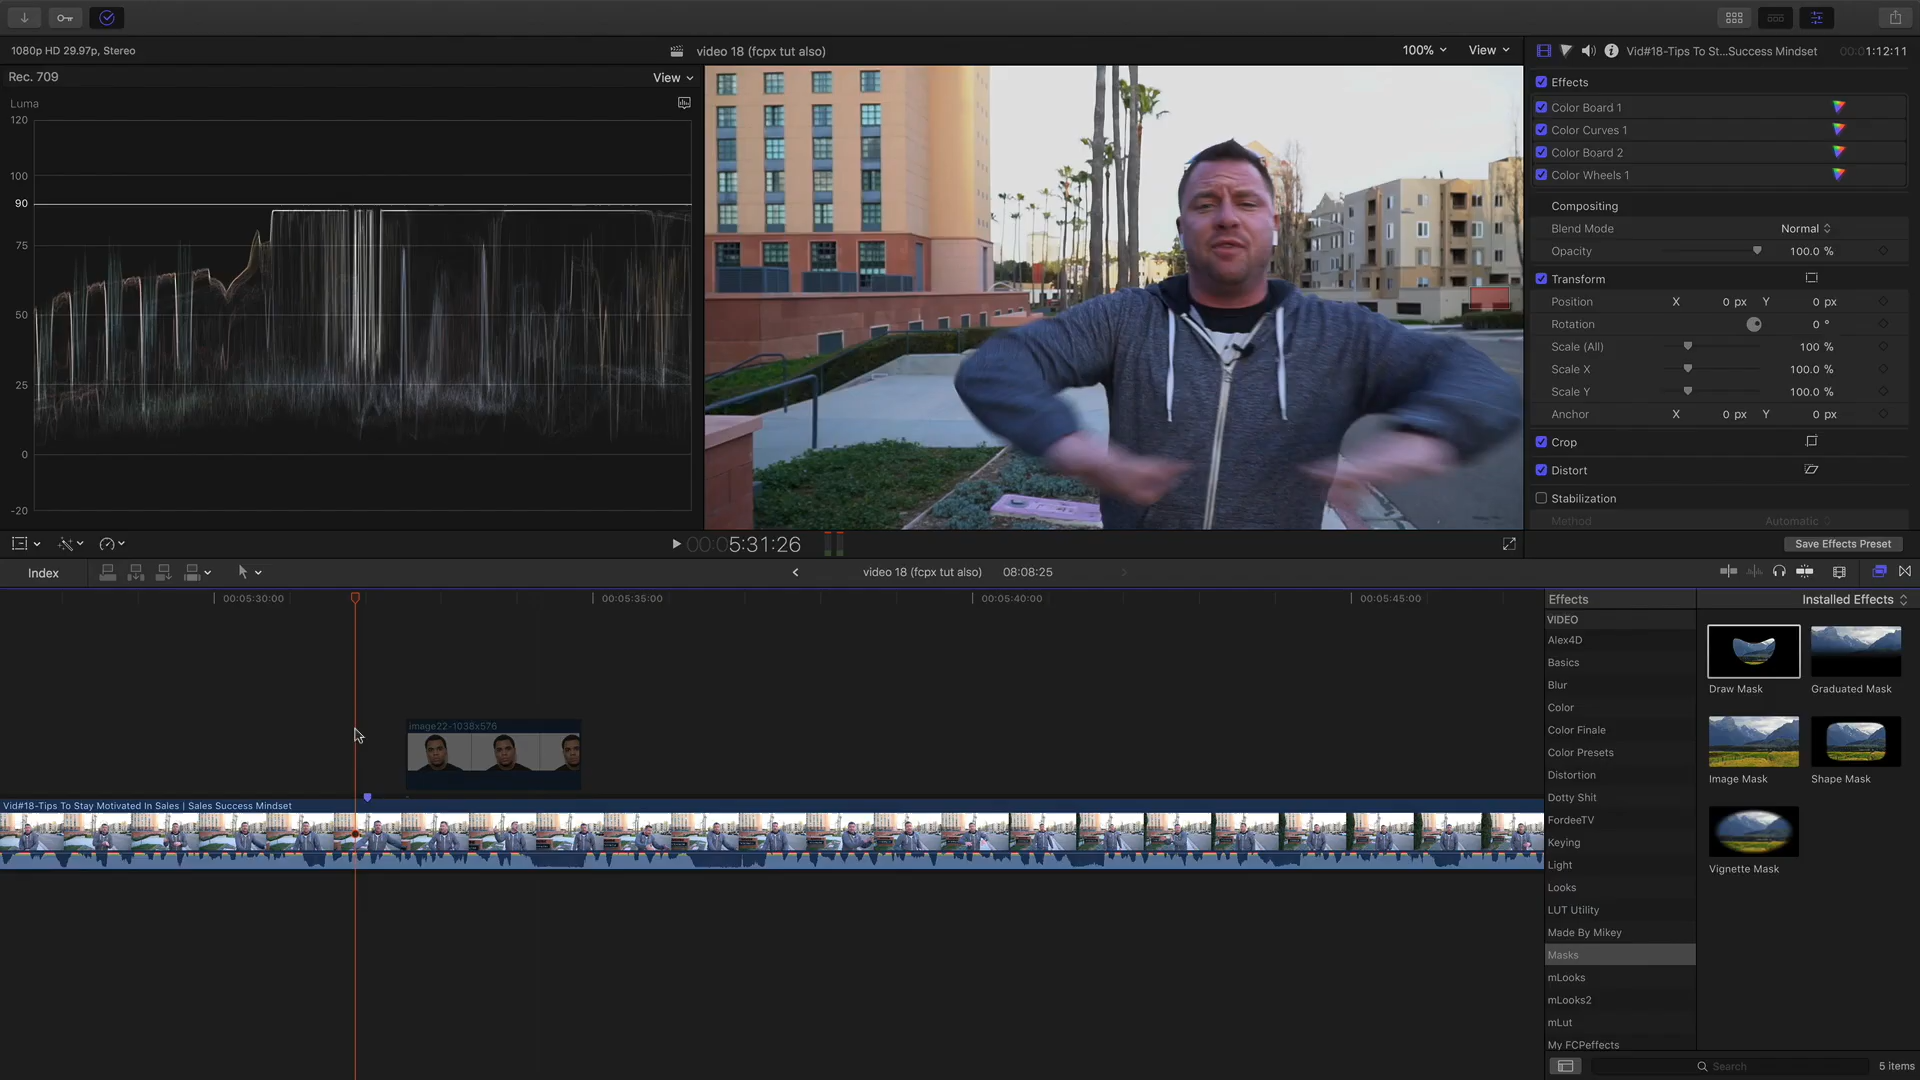 1080p HD 29.97p, Stereo
video 18 (fcpx tut also)
100%
View
Vid#18-Tips To St...Success Mindset
00:01:12:11
Rec. 709
View
Luma
120
100
90
75
50
25
0
-20
Effects
Color Board 1
Color Curves 1
Color Board 2
Color Wheels 1
Compositing
Blend Mode
Normal
Opacity
100.0 %
Transform
Position
X
0 px
Y
0 px
Rotation
0 °
Scale (All)
100 %
Scale X
100.0 %
Scale Y
100.0 %
Anchor
X
0 px
Y
0 px
Crop
Distort
Stabilization
Method
Automatic
00:05:31:26
Save Effects Preset
Index
video 18 (fcpx tut also)
08:08:25
00:05:30:00
00:05:35:00
00:05:40:00
00:05:45:00
image22-1038x576
Vid#18-Tips To Stay Motivated In Sales | Sales Success Mindset
Effects
Installed Effects
VIDEO
Alex4D
Basics
Blur
Color
Color Finale
Color Presets
Distortion
Dotty Shit
FordeeTV
Keying
Light
Looks
LUT Utility
Made By Mikey
Masks
mLooks
mLooks2
mLut
My FCPeffects
Draw Mask
Graduated Mask
Image Mask
Shape Mask
Vignette Mask
Search
5 items